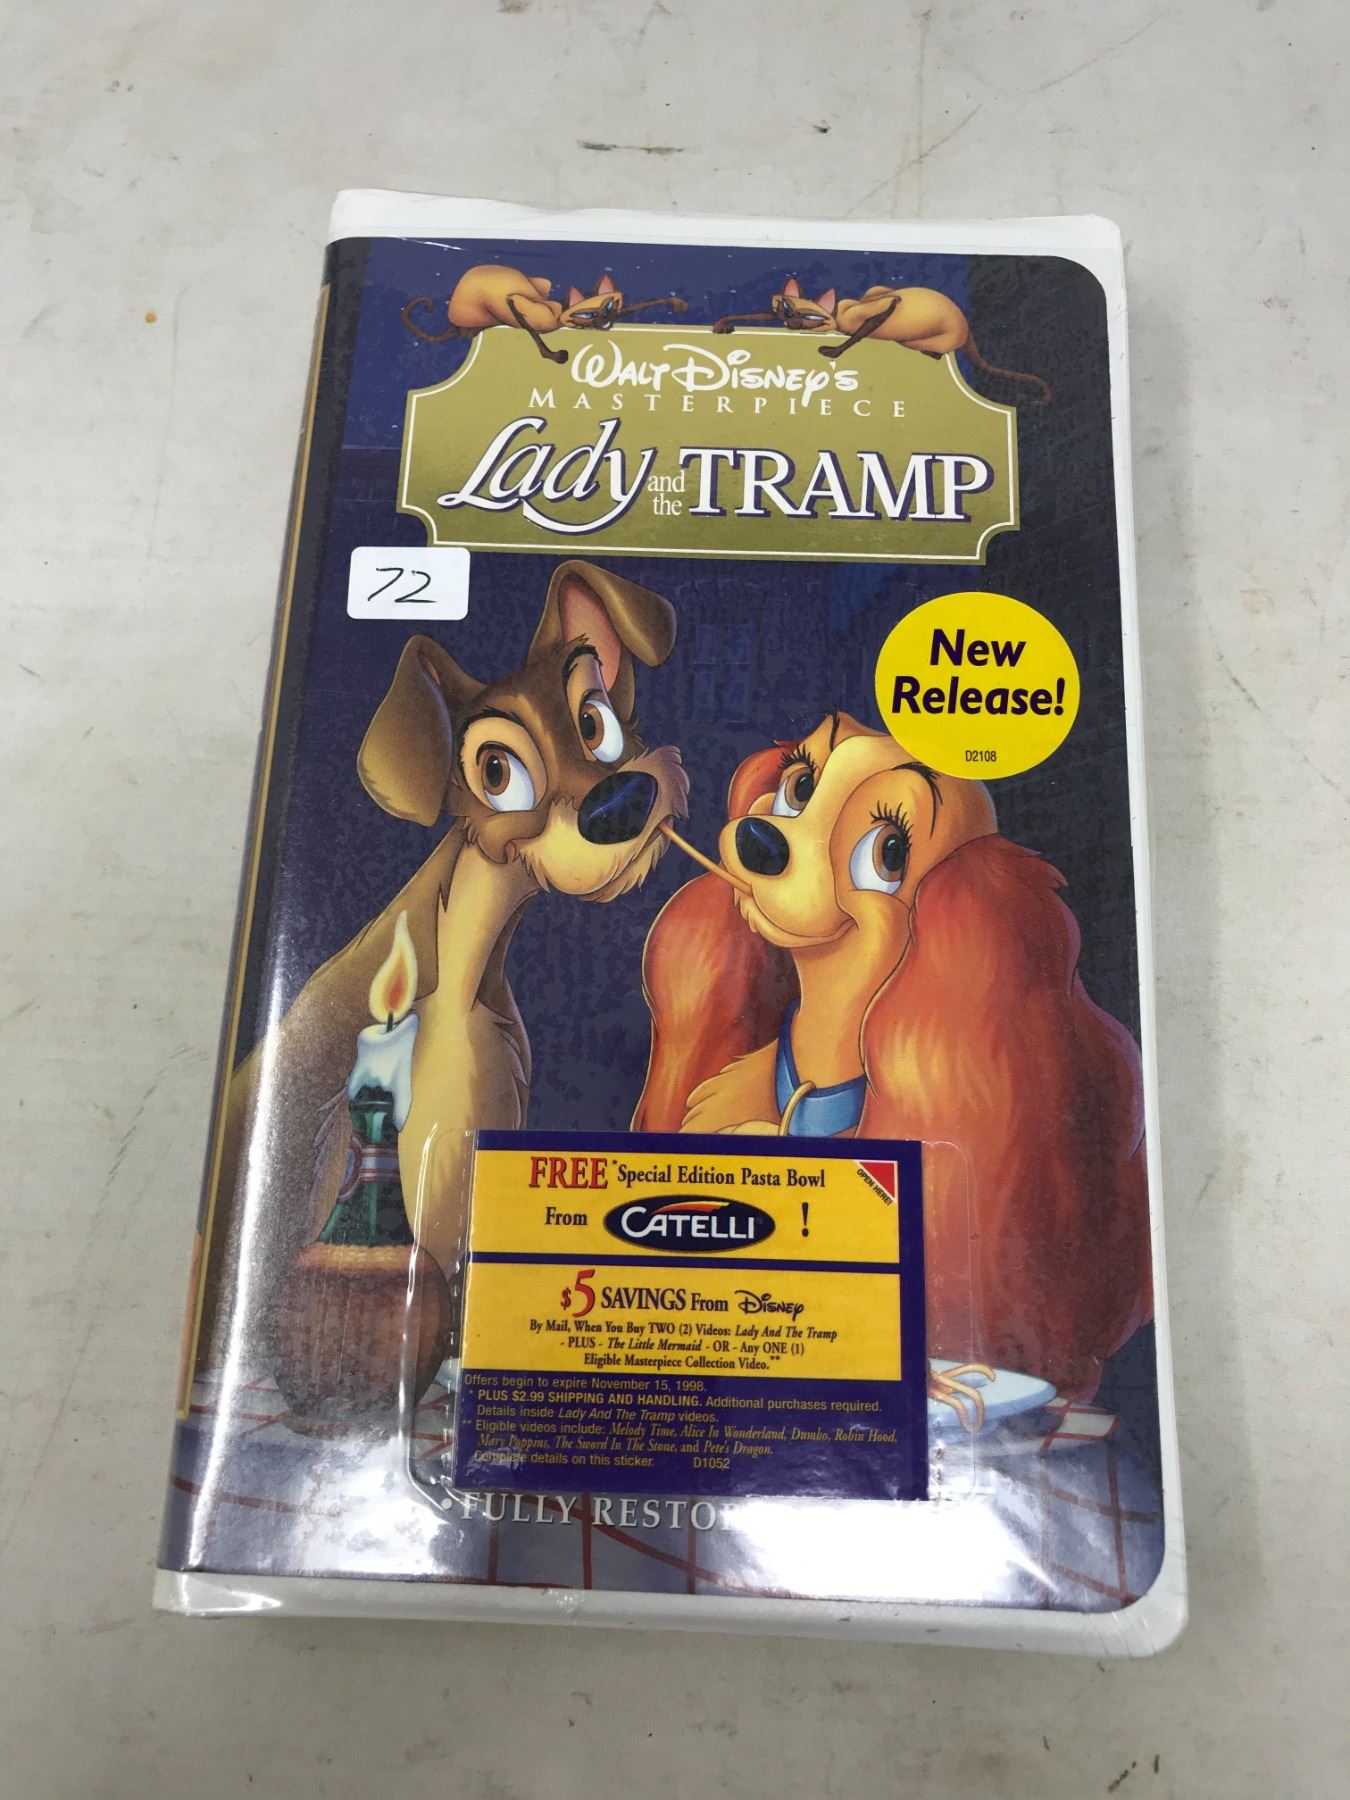 WALT DISNEY'S
MASTERPIECE
Lady and the TRAMP
72
New
Release!
D2108
FREE* Special Edition Pasta Bowl
OPEN HERE!
From CATELLI® !
$5 SAVINGS From Disney
By Mail, When You Buy TWO (2) Videos: Lady And The Tramp
- PLUS - The Little Mermaid - OR - Any ONE (1)
Eligible Masterpiece Collection Video.**
Offers begin to expire November 15, 1998.
* PLUS $2.99 SHIPPING AND HANDLING. Additional purchases required.
Details inside Lady And The Tramp videos.
** Eligible videos include: Melody Time, Alice In Wonderland, Dumbo, Robin Hood,
Mary Poppins, The Sword In The Stone, and Pete's Dragon.
Complete details on this sticker. D1052
• FULLY RESTO